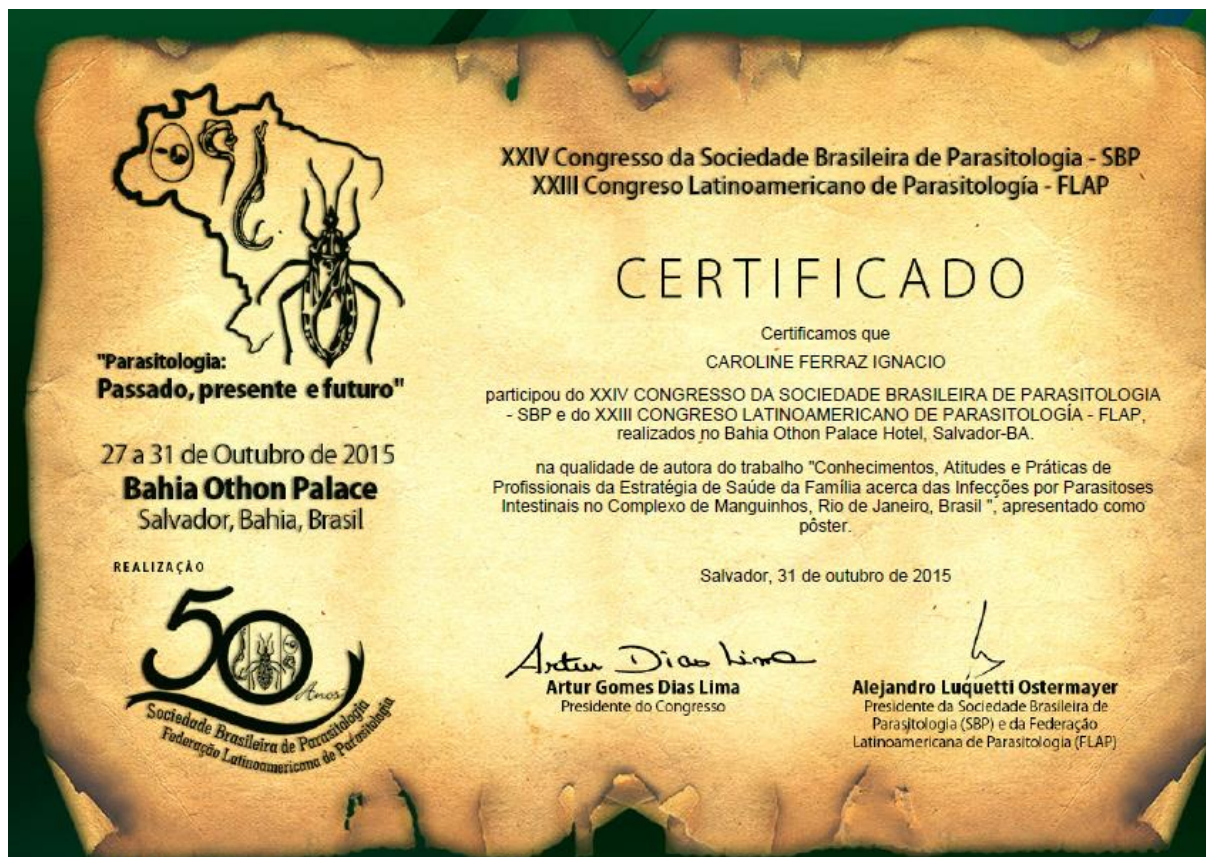 "Parasitologia:
Passado, presente e futuro"
27 a 31 de Outubro de 2015
Bahia Othon Palace
Salvador, Bahia, Brasil
REALIZAÇÃO
50
Anos
Sociedade Brasileira de Parasitologia
Federação Latinoamericana de Parasitologia
XXIV Congresso da Sociedade Brasileira de Parasitologia - SBP
XXIII Congreso Latinoamericano de Parasitología - FLAP
CERTIFICADO
Certificamos que
CAROLINE FERRAZ IGNACIO
participou do XXIV CONGRESSO DA SOCIEDADE BRASILEIRA DE PARASITOLOGIA
- SBP e do XXIII CONGRESO LATINOAMERICANO DE PARASITOLOGÍA - FLAP,
realizados no Bahia Othon Palace Hotel, Salvador-BA.
na qualidade de autora do trabalho "Conhecimentos, Atitudes e Práticas de
Profissionais da Estratégia de Saúde da Família acerca das Infecções por Parasitoses
Intestinais no Complexo de Manguinhos, Rio de Janeiro, Brasil ", apresentado como
pôster.
Salvador, 31 de outubro de 2015
Artur Dias Lima
Artur Gomes Dias Lima
Presidente do Congresso
Alejandro Luquetti Ostermayer
Presidente da Sociedade Brasileira de
Parasitologia (SBP) e da Federação
Latinoamericana de Parasitologia (FLAP)